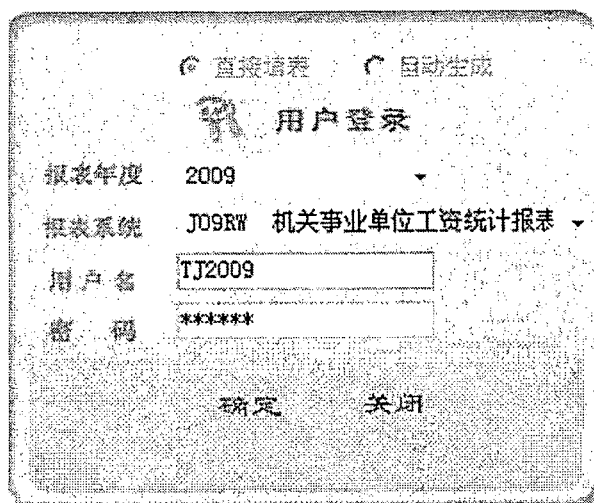 直接填表 自动生成
用户登录
报表年度 2009
报表系统 J09RW 机关事业单位工资统计报表
用户名 TJ2009
密 码 ******
确定 关闭